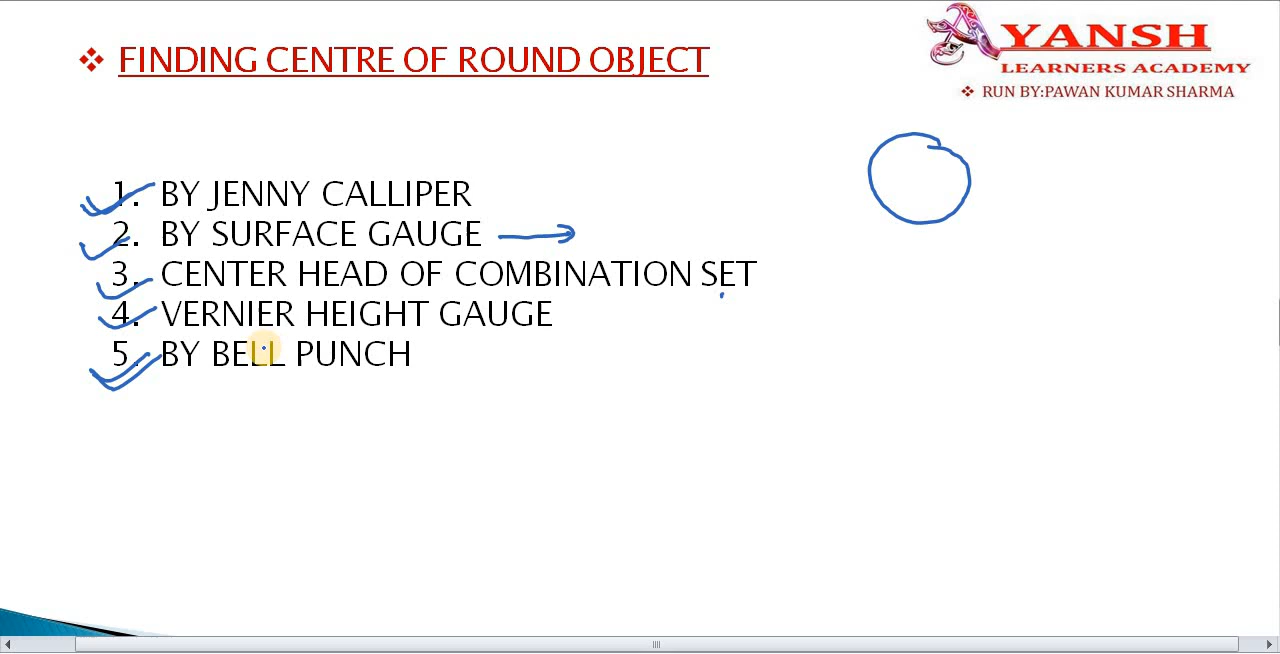 ❖ FINDING CENTRE OF ROUND OBJECT
AYANSH
LEARNERS ACADEMY
❖ RUN BY:PAWAN KUMAR SHARMA
1. BY JENNY CALLIPER
2. BY SURFACE GAUGE
3. CENTER HEAD OF COMBINATION SET
4. VERNIER HEIGHT GAUGE
5. BY BELL PUNCH